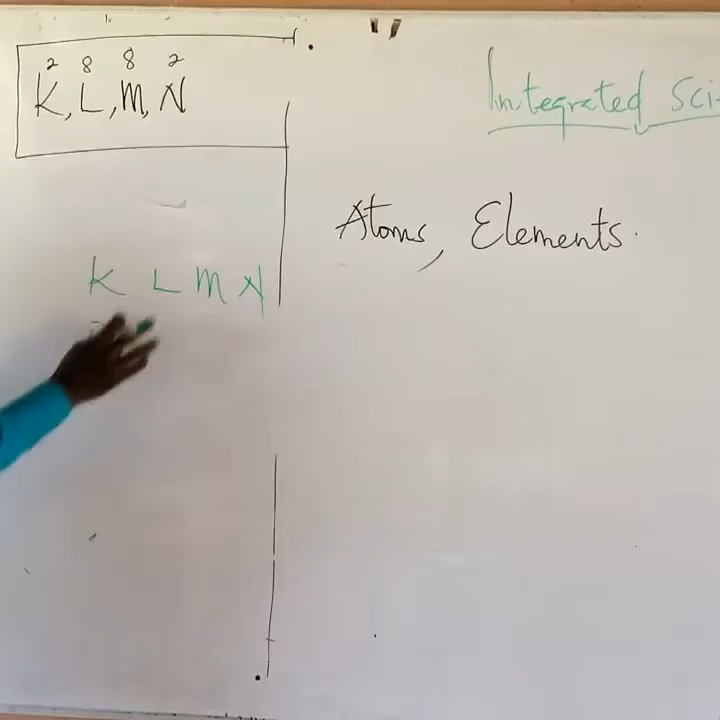 2 8 8 2
K, L, M, N
Integrated Sci
Atoms, Elements.
K L M N